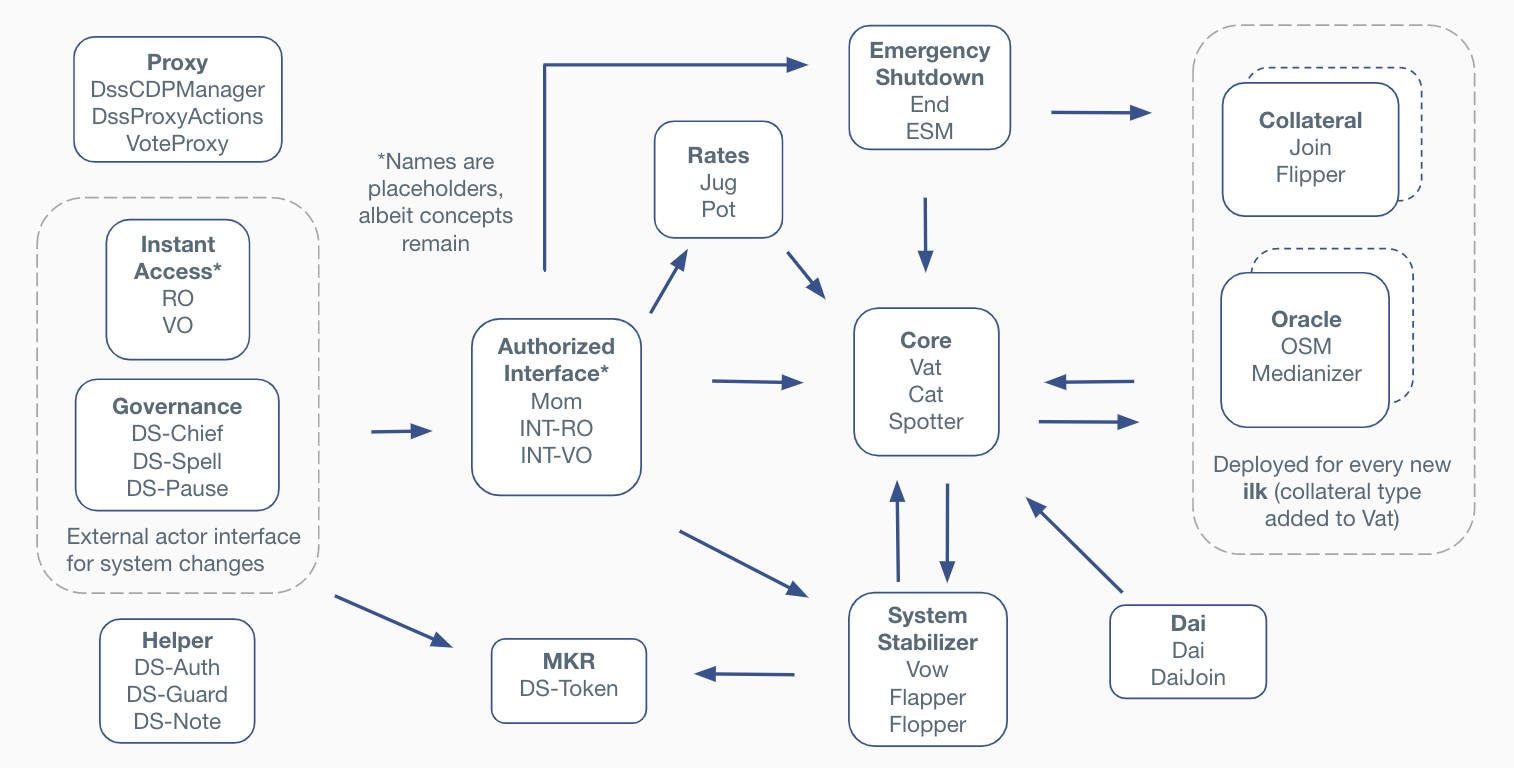 Proxy
DssCDPManager
DssProxyActions
VoteProxy
Instant
Access*
RO
VO
Governance
DS-Chief
DS-Spell
DS-Pause
External actor interface
for system changes
Helper
DS-Auth
DS-Guard
DS-Note
*Names are
placeholders,
albeit concepts
remain
Authorized
Interface*
Mom
INT-RO
INT-VO
MKR
DS-Token
Rates
Jug
Pot
Emergency
Shutdown
End
ESM
Core
Vat
Cat
Spotter
System
Stabilizer
Vow
Flapper
Flopper
Collateral
Join
Flipper
Oracle
OSM
Medianizer
Deployed for every new
ilk (collateral type
added to Vat)
Dai
Dai
DaiJoin